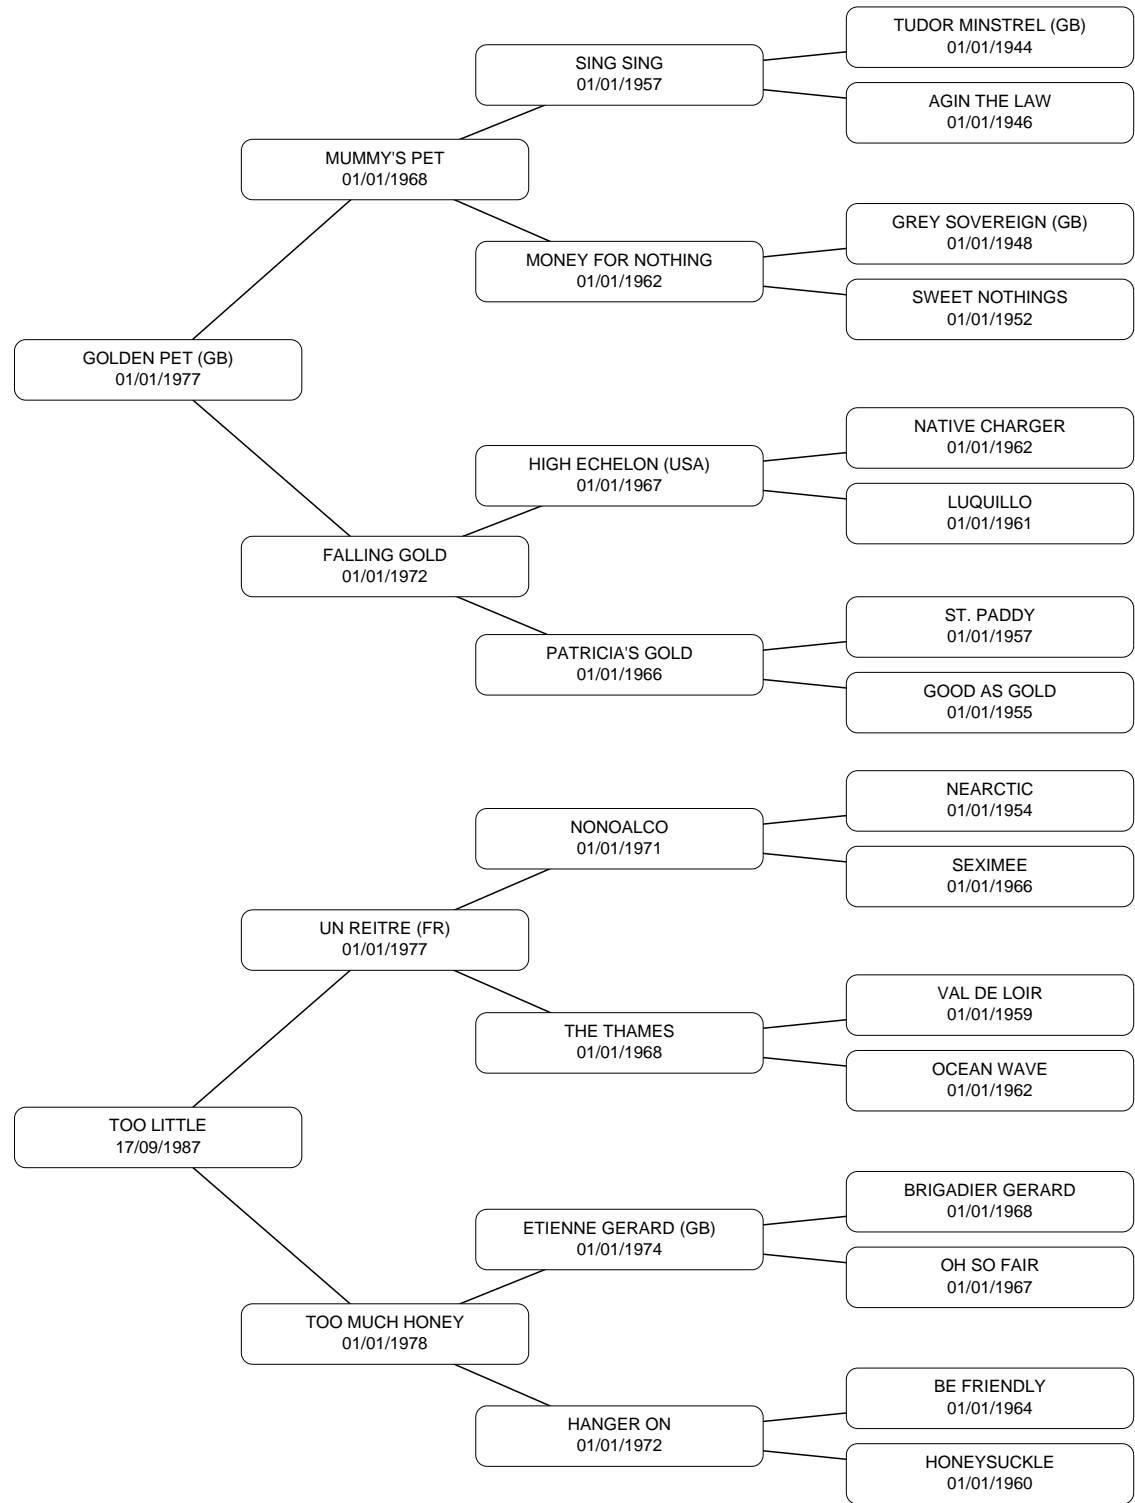 TUDOR MINSTREL (GB)
01/01/1944
SING SING
01/01/1957
AGIN THE LAW
01/01/1946
MUMMY'S PET
01/01/1968
GREY SOVEREIGN (GB)
01/01/1948
MONEY FOR NOTHING
01/01/1962
SWEET NOTHINGS
01/01/1952
GOLDEN PET (GB)
01/01/1977
NATIVE CHARGER
01/01/1962
HIGH ECHELON (USA)
01/01/1967
LUQUILLO
01/01/1961
FALLING GOLD
01/01/1972
ST. PADDY
01/01/1957
PATRICIA'S GOLD
01/01/1966
GOOD AS GOLD
01/01/1955
NEARCTIC
01/01/1954
NONOALCO
01/01/1971
SEXIMEE
01/01/1966
UN REITRE (FR)
01/01/1977
VAL DE LOIR
01/01/1959
THE THAMES
01/01/1968
OCEAN WAVE
01/01/1962
TOO LITTLE
17/09/1987
BRIGADIER GERARD
01/01/1968
ETIENNE GERARD (GB)
01/01/1974
OH SO FAIR
01/01/1967
TOO MUCH HONEY
01/01/1978
BE FRIENDLY
01/01/1964
HANGER ON
01/01/1972
HONEYSUCKLE
01/01/1960